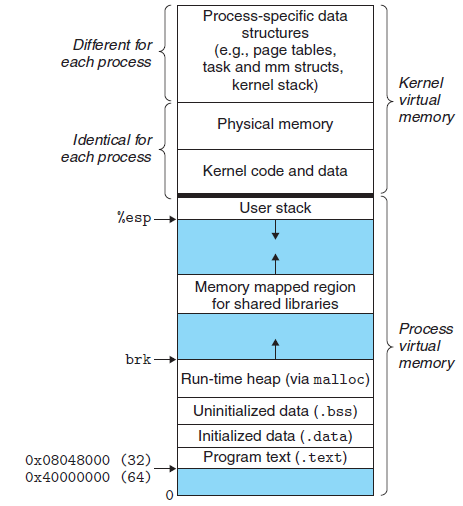 Process-specific data
structures
(e.g., page tables,
task and mm structs,
kernel stack)
Different for
each process
Physical memory
Kernel
virtual
memory
Identical for
each process
Kernel code and data
User stack
%esp
Memory mapped region
for shared libraries
Process
virtual
memory
brk
Run-time heap (via malloc)
Uninitialized data (.bss)
Initialized data (.data)
Program text (.text)
0x08048000 (32)
0x40000000 (64)
0